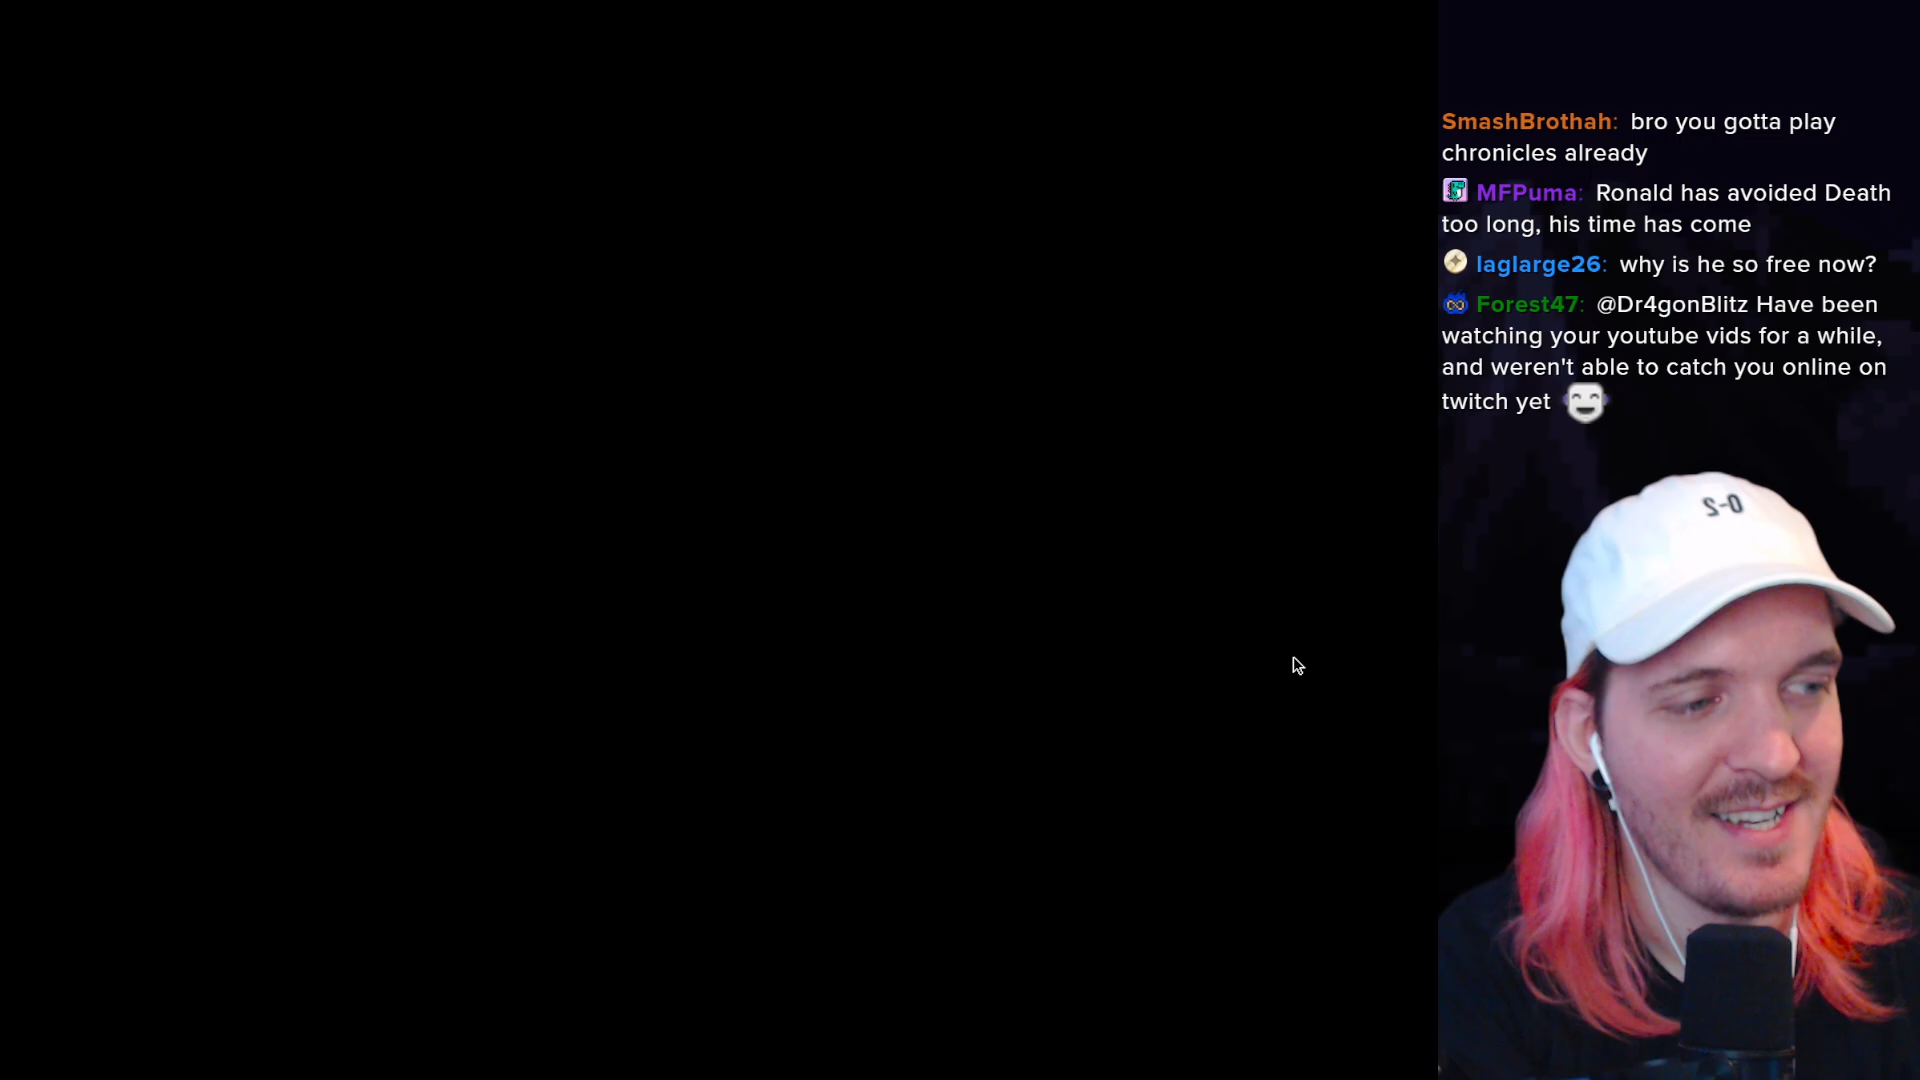 SmashBrothah: bro you gotta play
chronicles already
MFPuma: Ronald has avoided Death
too long, his time has come
laglarge26: why is he so free now?
Forest47: @Dr4gonBlitz Have been
watching your youtube vids for a while,
and weren't able to catch you online on
twitch yet
0-2